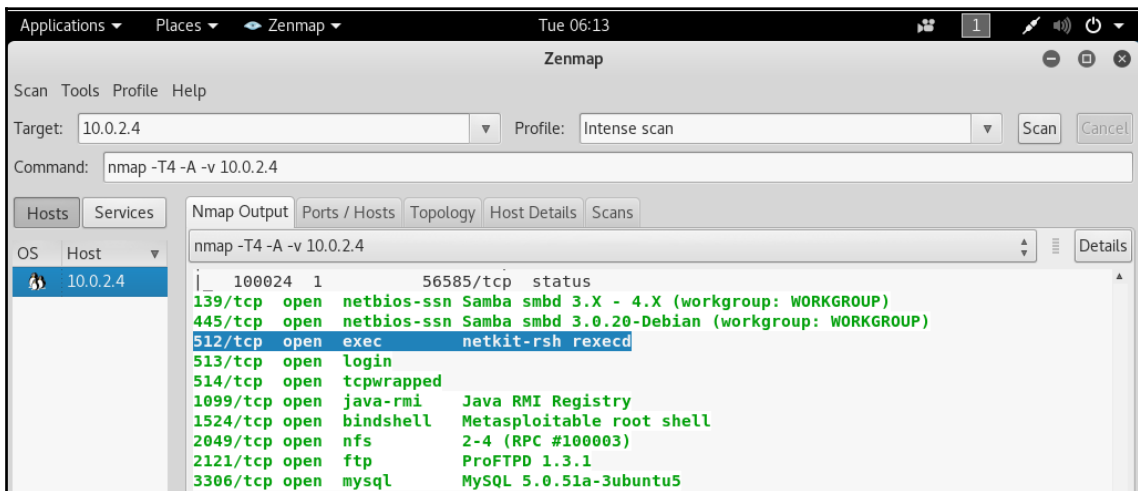 Applications Places Zenmap Tue 06:13 1
Zenmap
Scan Tools Profile Help
Target: 10.0.2.4 Profile: Intense scan Scan Cancel
Command: nmap -T4 -A -v 10.0.2.4
Hosts Services Nmap Output Ports / Hosts Topology Host Details Scans
OS Host nmap -T4 -A -v 10.0.2.4 Details
10.0.2.4
|_  100024  1          56585/tcp  status
139/tcp  open  netbios-ssn Samba smbd 3.X - 4.X (workgroup: WORKGROUP)
445/tcp  open  netbios-ssn Samba smbd 3.0.20-Debian (workgroup: WORKGROUP)
512/tcp  open  exec        netkit-rsh rexecd
513/tcp  open  login
514/tcp  open  tcpwrapped
1099/tcp open  java-rmi    Java RMI Registry
1524/tcp open  bindshell   Metasploitable root shell
2049/tcp open  nfs         2-4 (RPC #100003)
2121/tcp open  ftp         ProFTPD 1.3.1
3306/tcp open  mysql       MySQL 5.0.51a-3ubuntu5